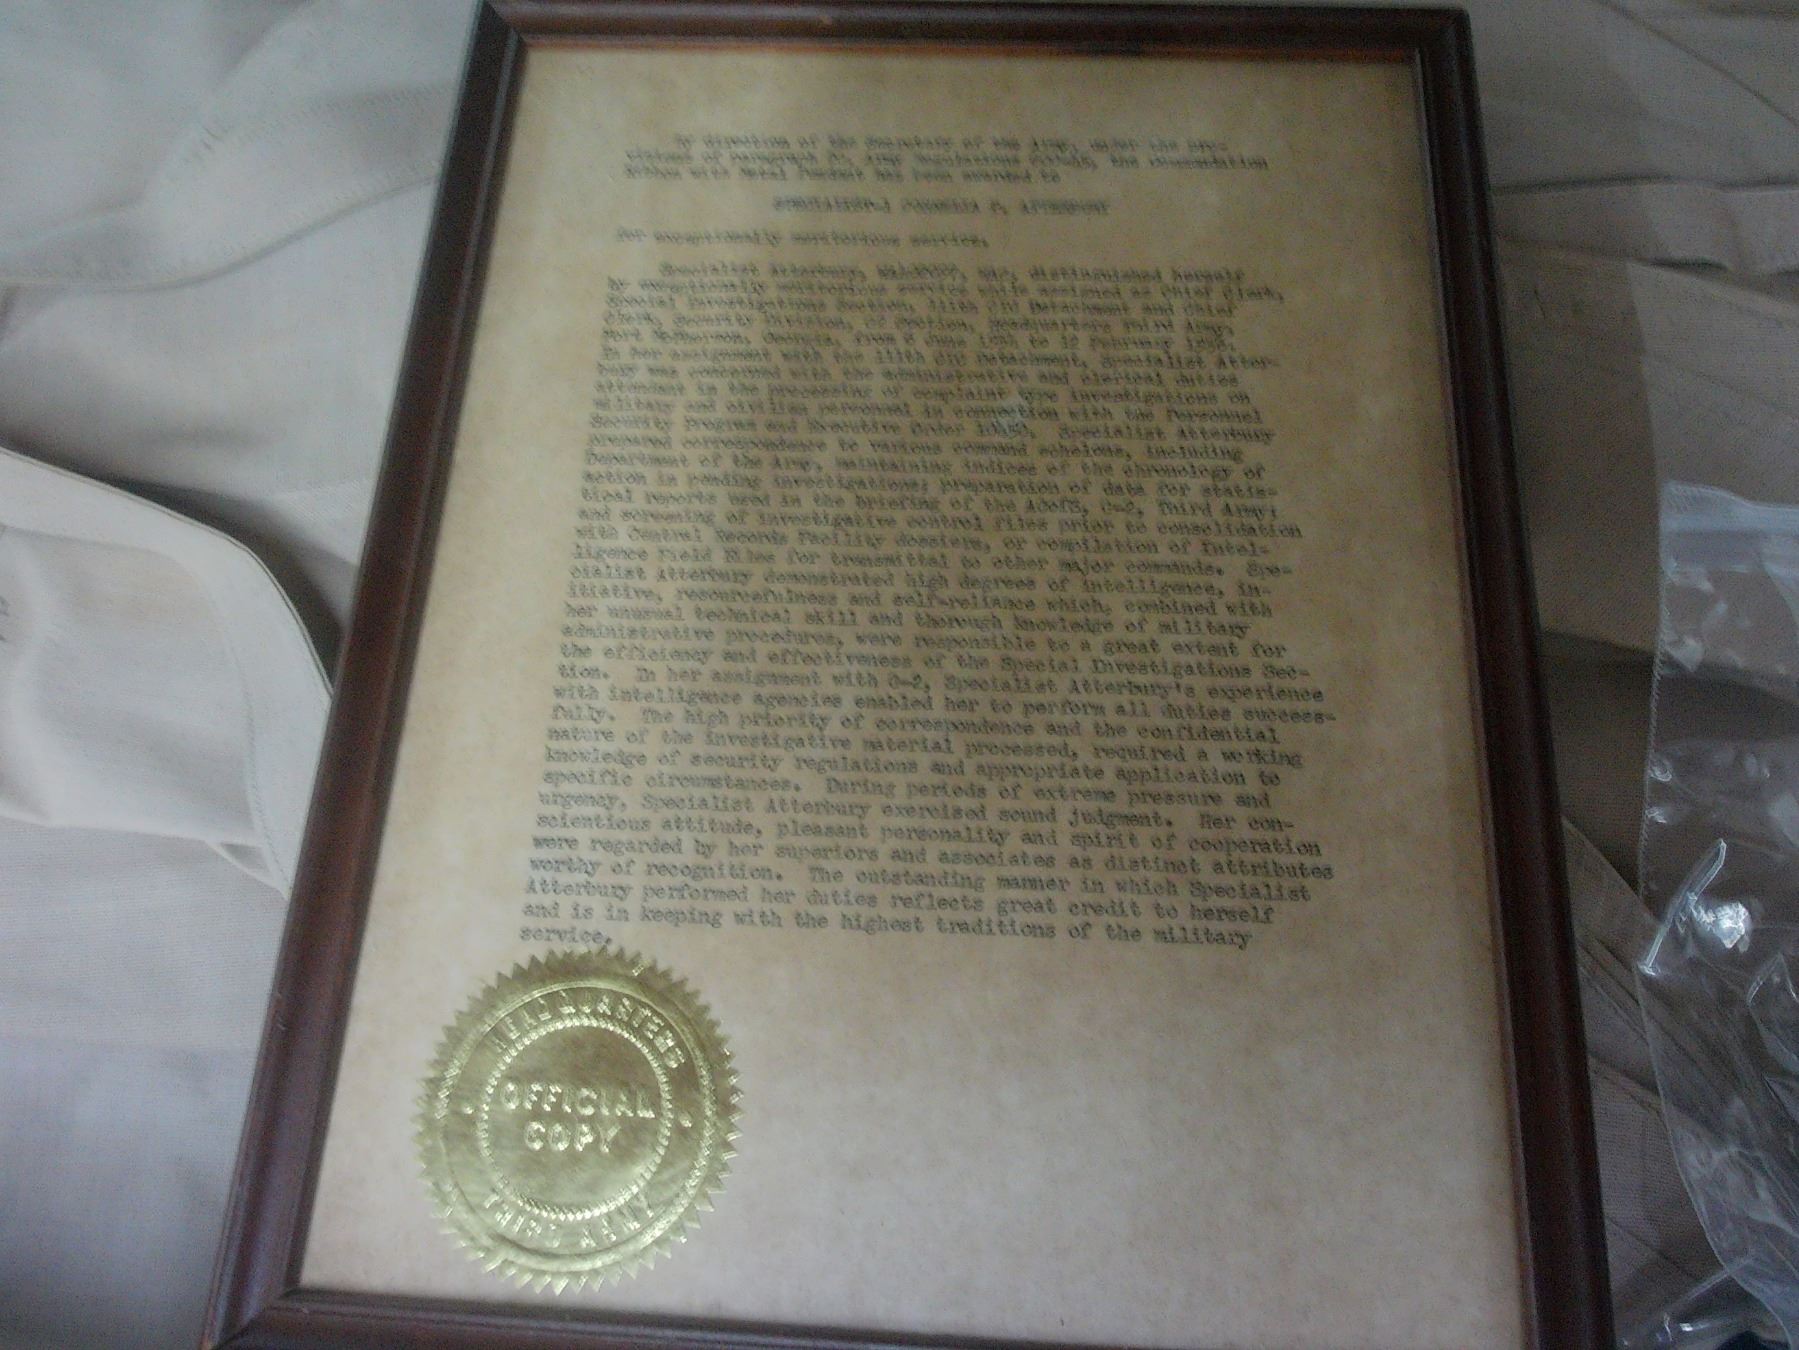 By direction of the Secretary of the Army, under the pro-
visions of Paragraph Army Regulations the Commendation
Ribbon with Metal Pendant has been awarded to
SPECIALIST-3 CORNELIA P. ATTERBURY
for exceptionally meritorious service.
Specialist Atterbury, distinguished herself
by exceptionally meritorious service while assigned as Chief Clerk,
Special Investigations Section, 111th CIC Detachment and Chief
Clerk, Security Division, G2 Section, Headquarters Third Army,
Fort McPherson, Georgia, from June to February
In her assignment with the 111th CIC Detachment, Specialist Atter-
bury was concerned with the administrative and clerical duties
attendant in the processing of complaint type investigations on
military and civilian personnel in connection with the Personnel
Security Program and Executive Order 10450. Specialist Atterbury
prepared correspondence to various command echelons, including
Department of the Army, maintaining indices of the chronology of
action in pending investigations; preparation of data for statis-
tical reports used in the briefing of the ACofS, G-2, Third Army;
and screening of investigative control files prior to consolidation
with Central Records Facility dossiers, or compilation of Intel-
ligence Field Files for transmittal to other major commands. Spe-
cialist Atterbury demonstrated high degrees of intelligence, in-
itiative, resourcefulness and self-reliance which, combined with
her unusual technical skill and thorough knowledge of military
administrative procedures, were responsible to a great extent for
the efficiency and effectiveness of the Special Investigations Sec-
tion. In her assignment with G-2, Specialist Atterbury's experience
with intelligence agencies enabled her to perform all duties success-
fully. The high priority of correspondence and the confidential
nature of the investigative material processed, required a working
knowledge of security regulations and appropriate application to
specific circumstances. During periods of extreme pressure and
urgency, Specialist Atterbury exercised sound judgment. Her con-
scientious attitude, pleasant personality and spirit of cooperation
were regarded by her superiors and associates as distinct attributes
worthy of recognition. The outstanding manner in which Specialist
Atterbury performed her duties reflects great credit to herself
and is in keeping with the highest traditions of the military
service.
HEADQUARTERS
OFFICIAL
COPY
THIRD ARMY